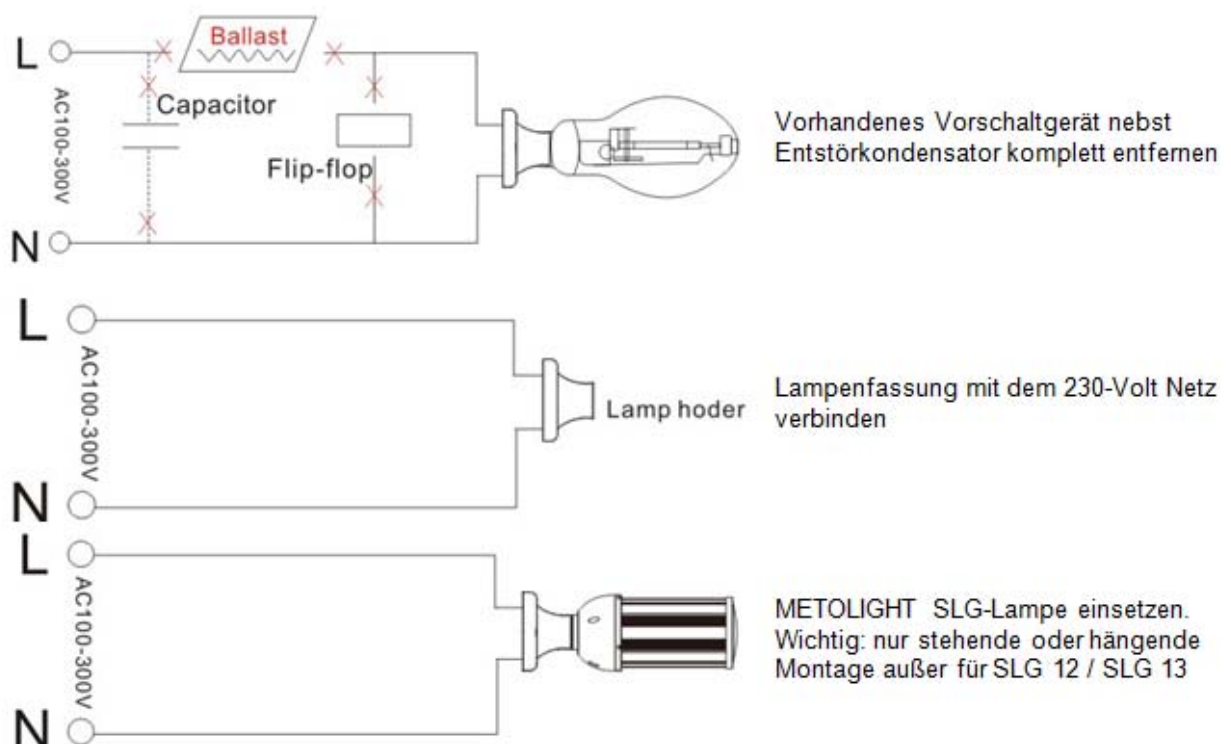 Ballast
L
Capacitor
AC100-300V
Flip-flop
N
Vorhandenes Vorschaltgerät nebst
Entstörkondensator komplett entfernen
L
AC100-300V
Lamp hoder
N
Lampenfassung mit dem 230-Volt Netz
verbinden
L
AC100-300V
N
METOLIGHT SLG-Lampe einsetzen.
Wichtig: nur stehende oder hängende
Montage außer für SLG 12 / SLG 13